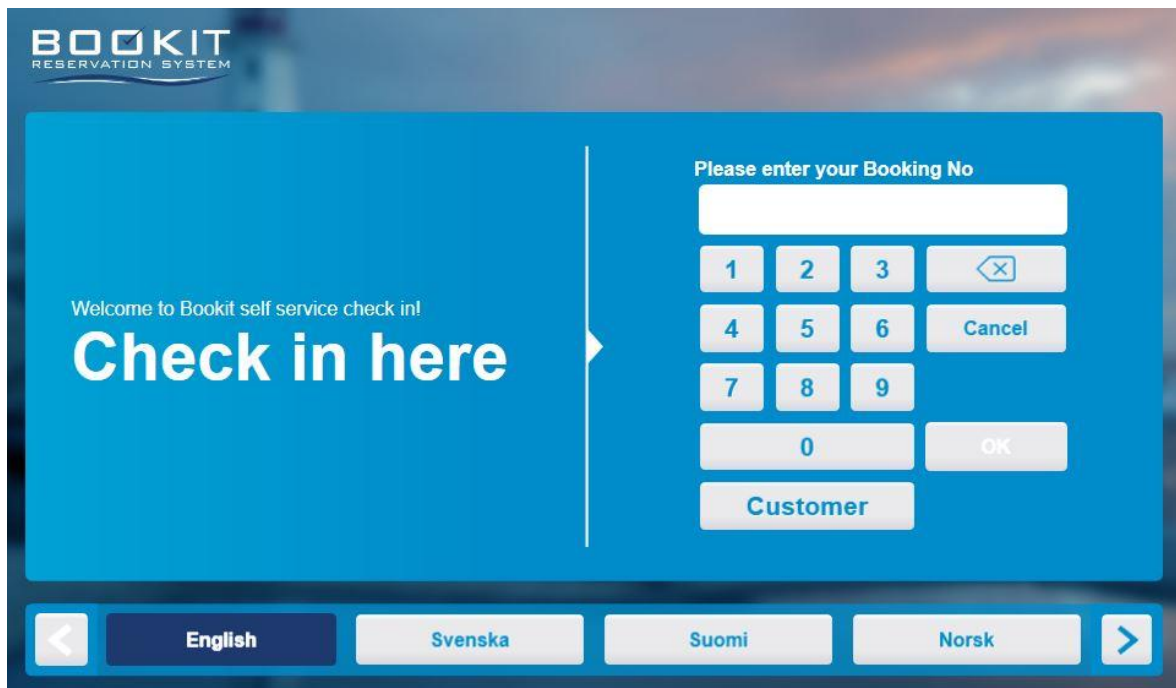 BOOKIT
RESERVATION SYSTEM
Welcome to Bookit self service check in!
Check in here
Please enter your Booking No
1 2 3
4 5 6 Cancel
7 8 9
0 OK
Customer
English Svenska Suomi Norsk